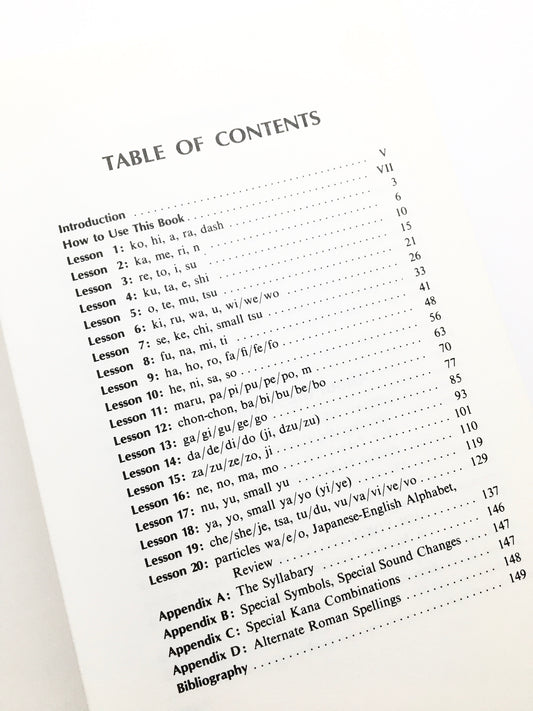 TABLE OF CONTENTS
Introduction . . . . . . . . . . . . . . . . . . . . V
How to Use This Book . . . . . . . . . . . . . . . . . . . . VII
Lesson 1: ko, hi, a, ra, dash . . . . . . . . . . . . . . . . . . . . 3
Lesson 2: ka, me, ri, n . . . . . . . . . . . . . . . . . . . . 6
Lesson 3: re, to, i, su . . . . . . . . . . . . . . . . . . . . 10
Lesson 4: ku, ta, e, shi . . . . . . . . . . . . . . . . . . . . 15
Lesson 5: o, te, mu, tsu . . . . . . . . . . . . . . . . . . . . 21
Lesson 6: ki, ru, wa, u, wi/we/wo . . . . . . . . . . . . . . . . . . . . 26
Lesson 7: se, ke, chi, small tsu . . . . . . . . . . . . . . . . . . . . 33
Lesson 8: fu, na, mi, ti . . . . . . . . . . . . . . . . . . . . 41
Lesson 9: ha, ho, ro, fa/fi/fe/fo . . . . . . . . . . . . . . . . . . . . 48
Lesson 10: he, ni, sa, so . . . . . . . . . . . . . . . . . . . . 56
Lesson 11: maru, pa/pi/pu/pe/po, m . . . . . . . . . . . . . . . . . . . . 63
Lesson 12: chon-chon, ba/bi/bu/be/bo . . . . . . . . . . . . . . . . . . . . 70
Lesson 13: ga/gi/gu/ge/go . . . . . . . . . . . . . . . . . . . . 77
Lesson 14: da/de/di/do (ji, dzu/zu) . . . . . . . . . . . . . . . . . . . . 85
Lesson 15: za/zu/ze/zo, ji . . . . . . . . . . . . . . . . . . . . 93
Lesson 16: ne, no, ma, mo . . . . . . . . . . . . . . . . . . . . 101
Lesson 17: nu, yu, small yu . . . . . . . . . . . . . . . . . . . . 110
Lesson 18: ya, yo, small ya/yo (yi/ye) . . . . . . . . . . . . . . . . . . . . 119
Lesson 19: che/she/je, tsa, tu/du, vu/va/vi/ve/vo . . . . . . . . 129
Lesson 20: particles wa/e/o, Japanese-English Alphabet,
Review . . . . . . . . . . . . . . . . . . . . 137
Appendix A: The Syllabary . . . . . . . . . . . . . . . . . . . . 146
Appendix B: Special Symbols, Special Sound Changes . . . . 147
Appendix C: Special Kana Combinations . . . . . . . . . . . . 147
Appendix D: Alternate Roman Spellings . . . . . . . . . . . . 148
Bibliography . . . . . . . . . . . . . . . . . . . . 149